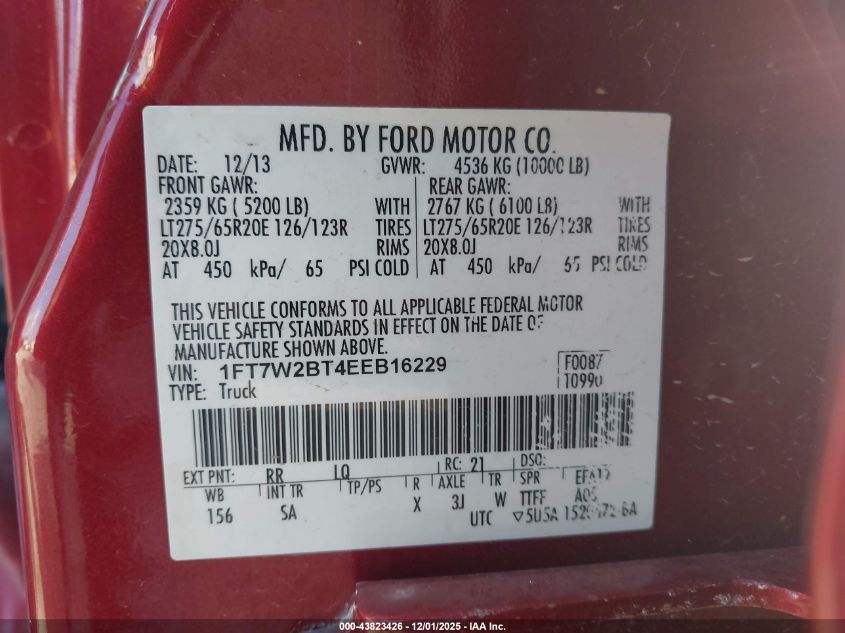 MFD. BY FORD MOTOR CO.
DATE: 12/13 GVWR: 4536 KG (10000 LB)
FRONT GAWR: REAR GAWR:
2359 KG ( 5200 LB) WITH 2767 KG ( 6100 LB) WITH
LT275/65R20E 126/123R TIRES LT275/65R20E 126/123R TIRES
20X8.0J RIMS 20X8.0J RIMS
AT 450 kPa/ 65 PSI COLD AT 450 kPa/ 65 PSI COLD
THIS VEHICLE CONFORMS TO ALL APPLICABLE FEDERAL MOTOR
VEHICLE SAFETY STANDARDS IN EFFECT ON THE DATE OF
MANUFACTURE SHOWN ABOVE.
VIN: 1FT7W2BT4EEB16229 F0087
TYPE: Truck T0990
EXT PNT: RR LQ RC: 21 DSO:
WB INT TR TP/PS R AXLE TR SPR
156 SA X 3J W TTFF
UTC ▽5U5A
000-43823426 - 12/01/2025 - IAA Inc.